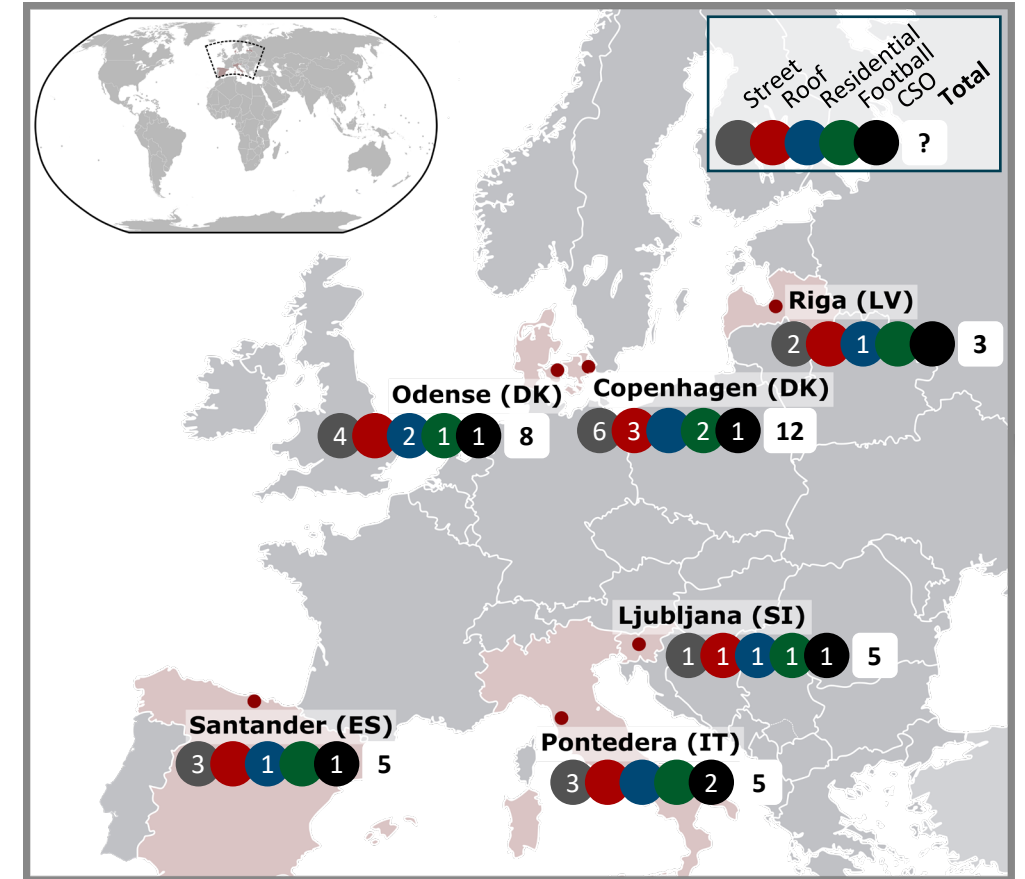 Street
Roof
Residential
Football
CSO
Total
?
Riga (LV)
2 1 3
Odense (DK)
4 2 1 1 8
Copenhagen (DK)
6 3 2 1 12
Ljubljana (SI)
1 1 1 1 1 5
Santander (ES)
3 1 1 5
Pontedera (IT)
3 2 5